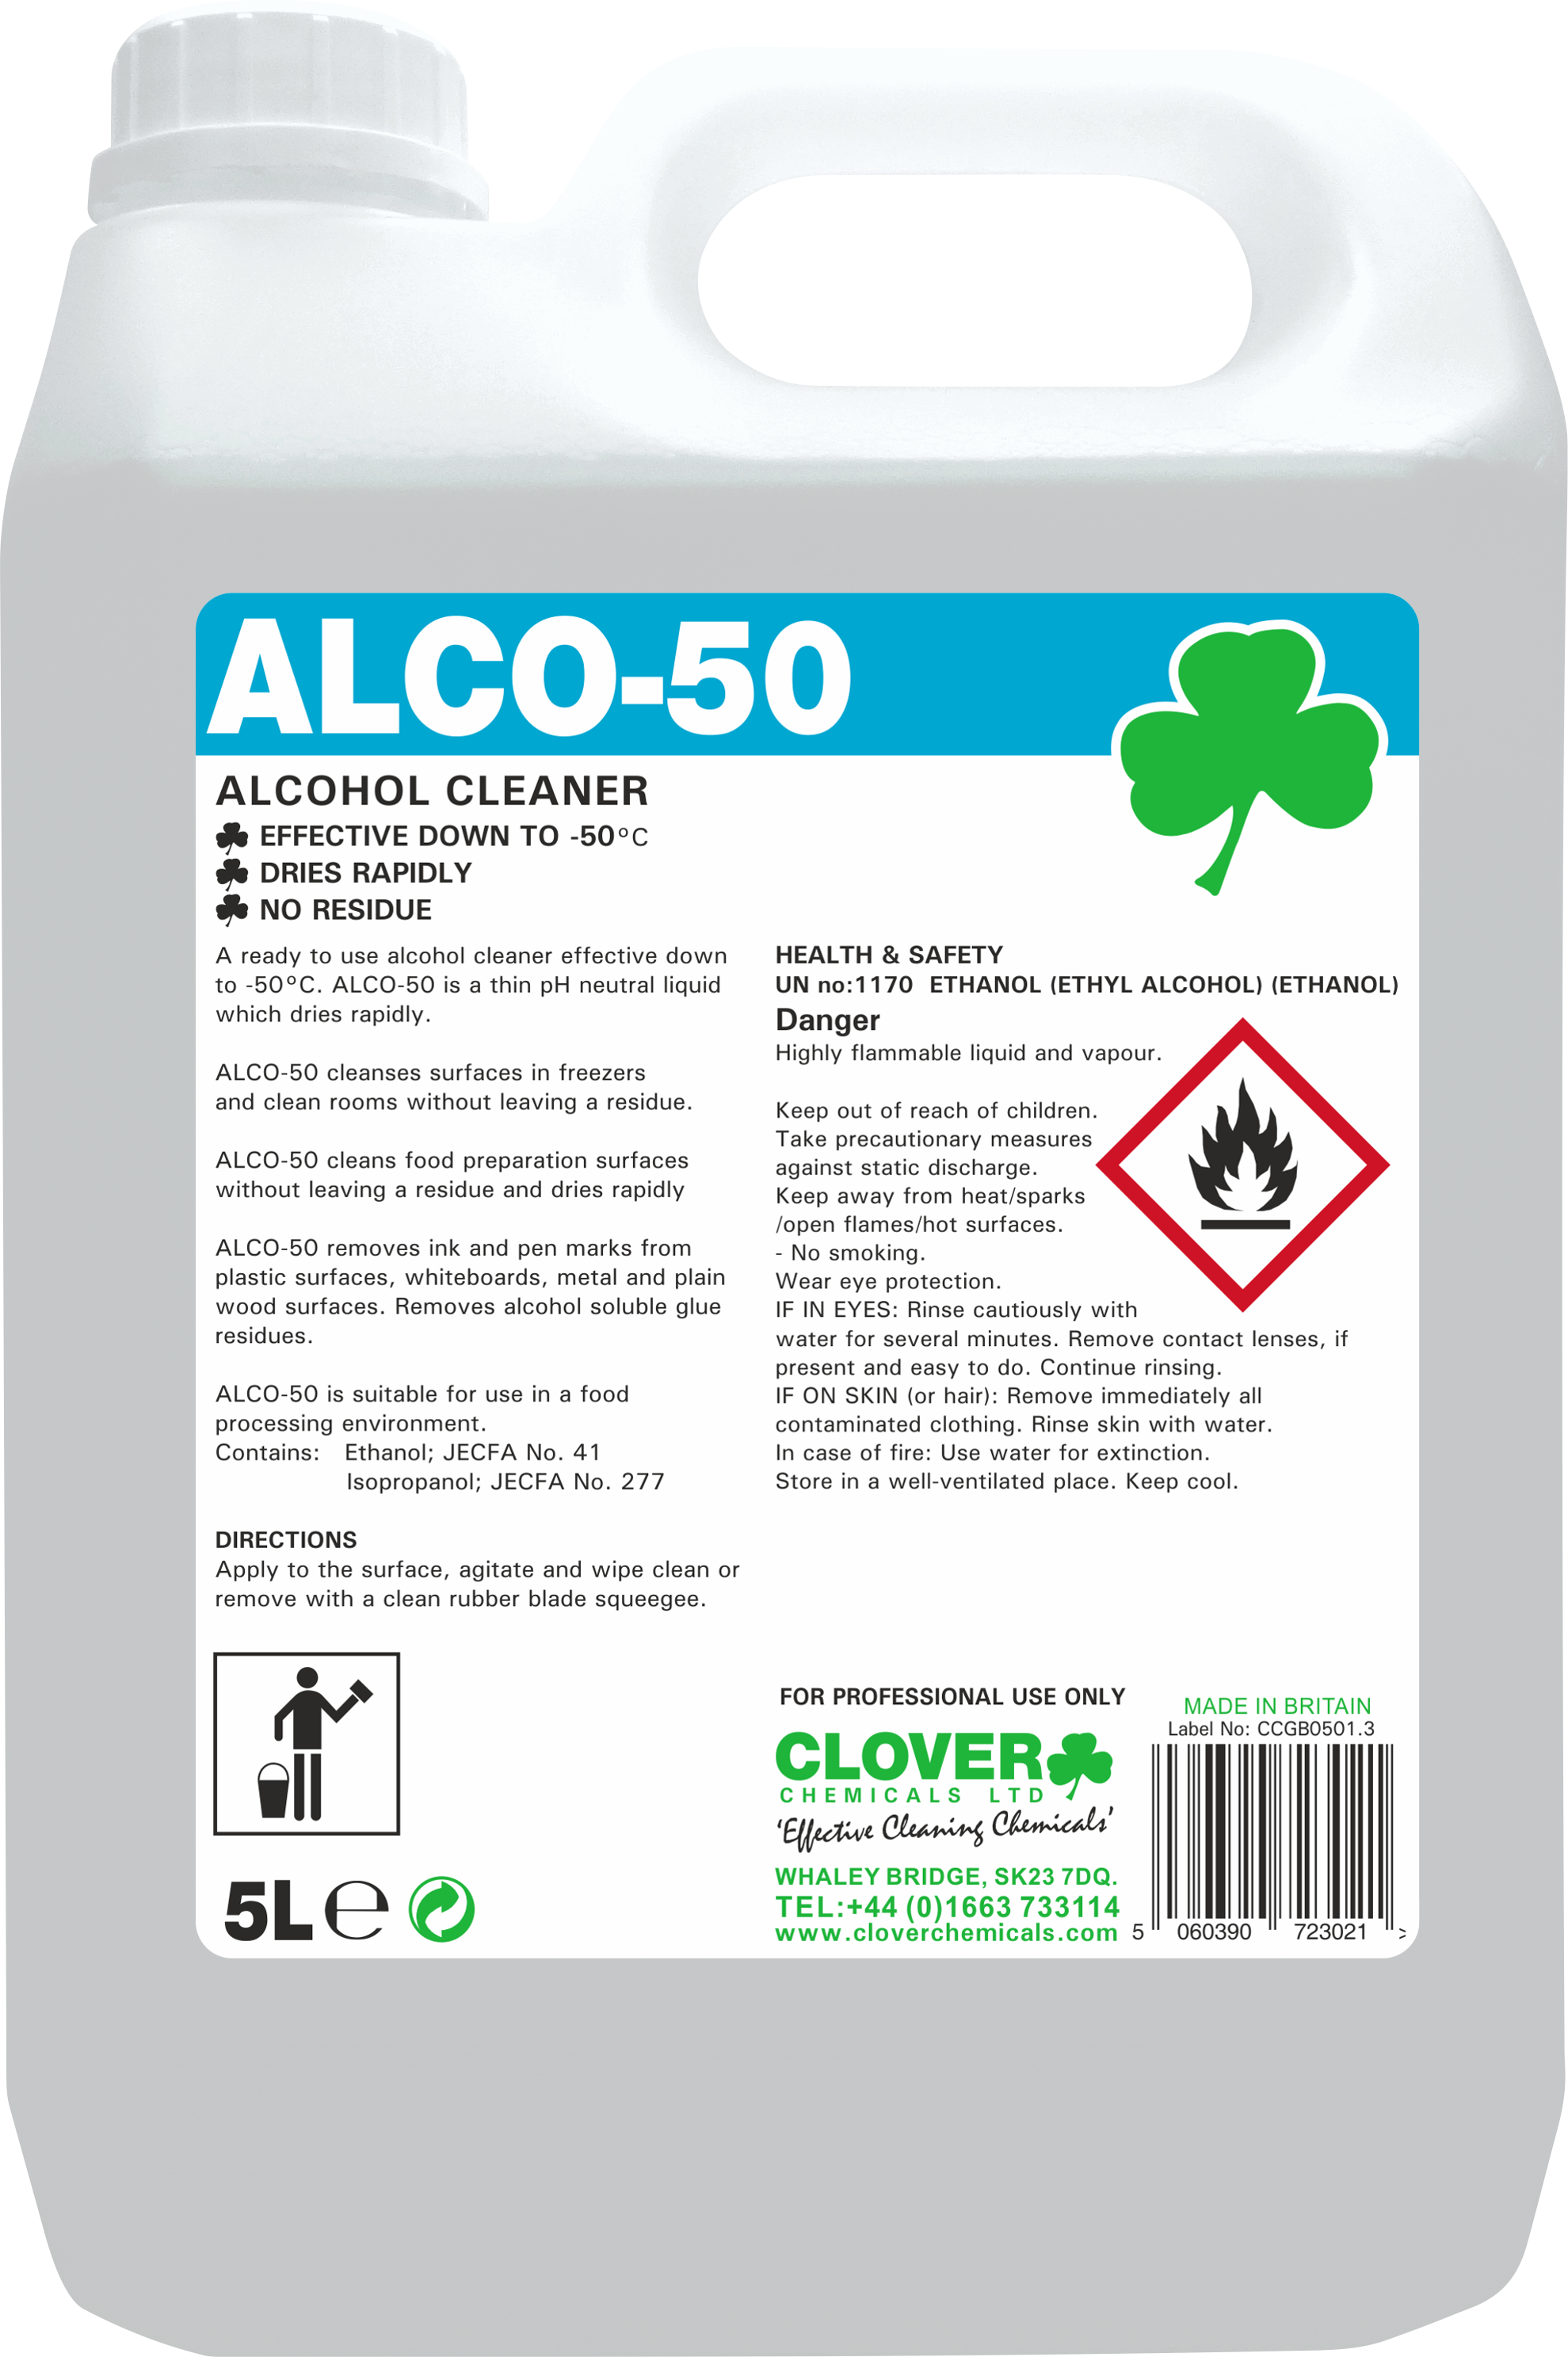 ALCO-50
ALCOHOL CLEANER
EFFECTIVE DOWN TO -50°C
DRIES RAPIDLY
NO RESIDUE
A ready to use alcohol cleaner effective down
to -50°C. ALCO-50 is a thin pH neutral liquid
which dries rapidly.
ALCO-50 cleanses surfaces in freezers
and clean rooms without leaving a residue.
ALCO-50 cleans food preparation surfaces
without leaving a residue and dries rapidly
ALCO-50 removes ink and pen marks from
plastic surfaces, whiteboards, metal and plain
wood surfaces. Removes alcohol soluble glue
residues.
ALCO-50 is suitable for use in a food
processing environment.
Contains: Ethanol; JECFA No. 41
Isopropanol; JECFA No. 277
DIRECTIONS
Apply to the surface, agitate and wipe clean or
remove with a clean rubber blade squeegee.
5L e
HEALTH & SAFETY
UN no:1170 ETHANOL (ETHYL ALCOHOL) (ETHANOL)
Danger
Highly flammable liquid and vapour.
Keep out of reach of children.
Take precautionary measures
against static discharge.
Keep away from heat/sparks
/open flames/hot surfaces.
- No smoking.
Wear eye protection.
IF IN EYES: Rinse cautiously with
water for several minutes. Remove contact lenses, if
present and easy to do. Continue rinsing.
IF ON SKIN (or hair): Remove immediately all
contaminated clothing. Rinse skin with water.
In case of fire: Use water for extinction.
Store in a well-ventilated place. Keep cool.
FOR PROFESSIONAL USE ONLY
CLOVER
CHEMICALS LTD
'Effective Cleaning Chemicals'
WHALEY BRIDGE, SK23 7DQ.
TEL:+44 (0)1663 733114
www.cloverchemicals.com
MADE IN BRITAIN
Label No: CCGB0501.3
5 060390 723021 >